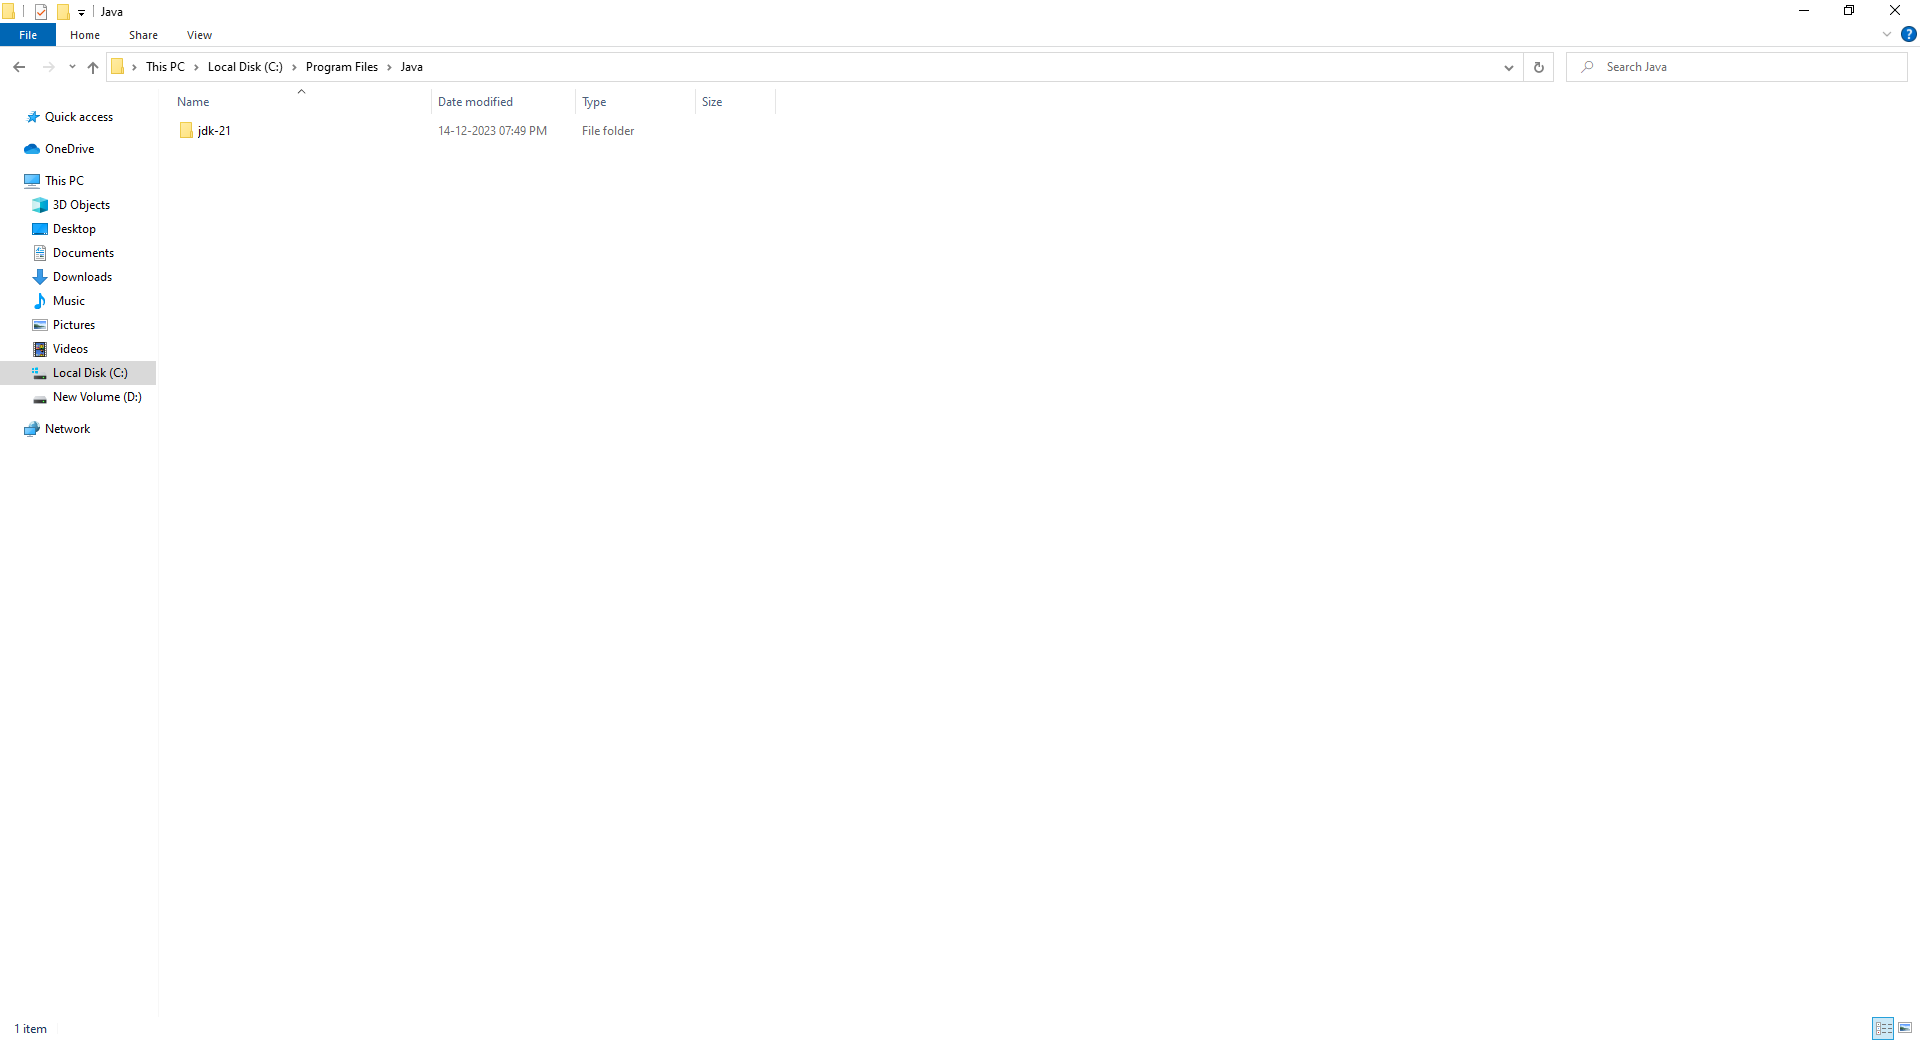 Java
File Home Share View ?
This PC Local Disk (C:) Program Files Java Search Java
Name Date modified Type Size
jdk-21 14-12-2023 07:49 PM File folder
Quick access
OneDrive
This PC
3D Objects
Desktop
Documents
Downloads
Music
Pictures
Videos
Local Disk (C:)
New Volume (D:)
Network
1 item